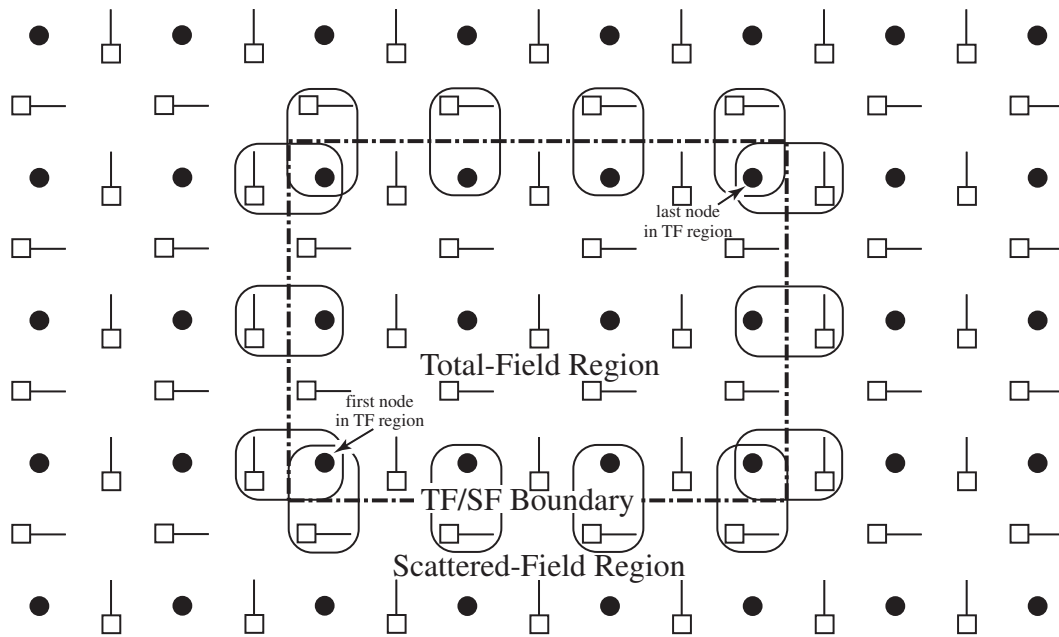 last node
in TF region
Total-Field Region
first node
in TF region
TF/SF Boundary
Scattered-Field Region